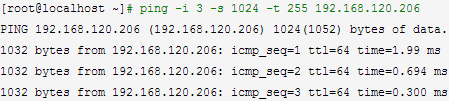 [root@localhost ~]# ping -i 3 -s 1024 -t 255 192.168.120.206
PING 192.168.120.206 (192.168.120.206) 1024(1052) bytes of data.
1032 bytes from 192.168.120.206: icmp_seq=1 ttl=64 time=1.99 ms
1032 bytes from 192.168.120.206: icmp_seq=2 ttl=64 time=0.694 ms
1032 bytes from 192.168.120.206: icmp_seq=3 ttl=64 time=0.300 ms